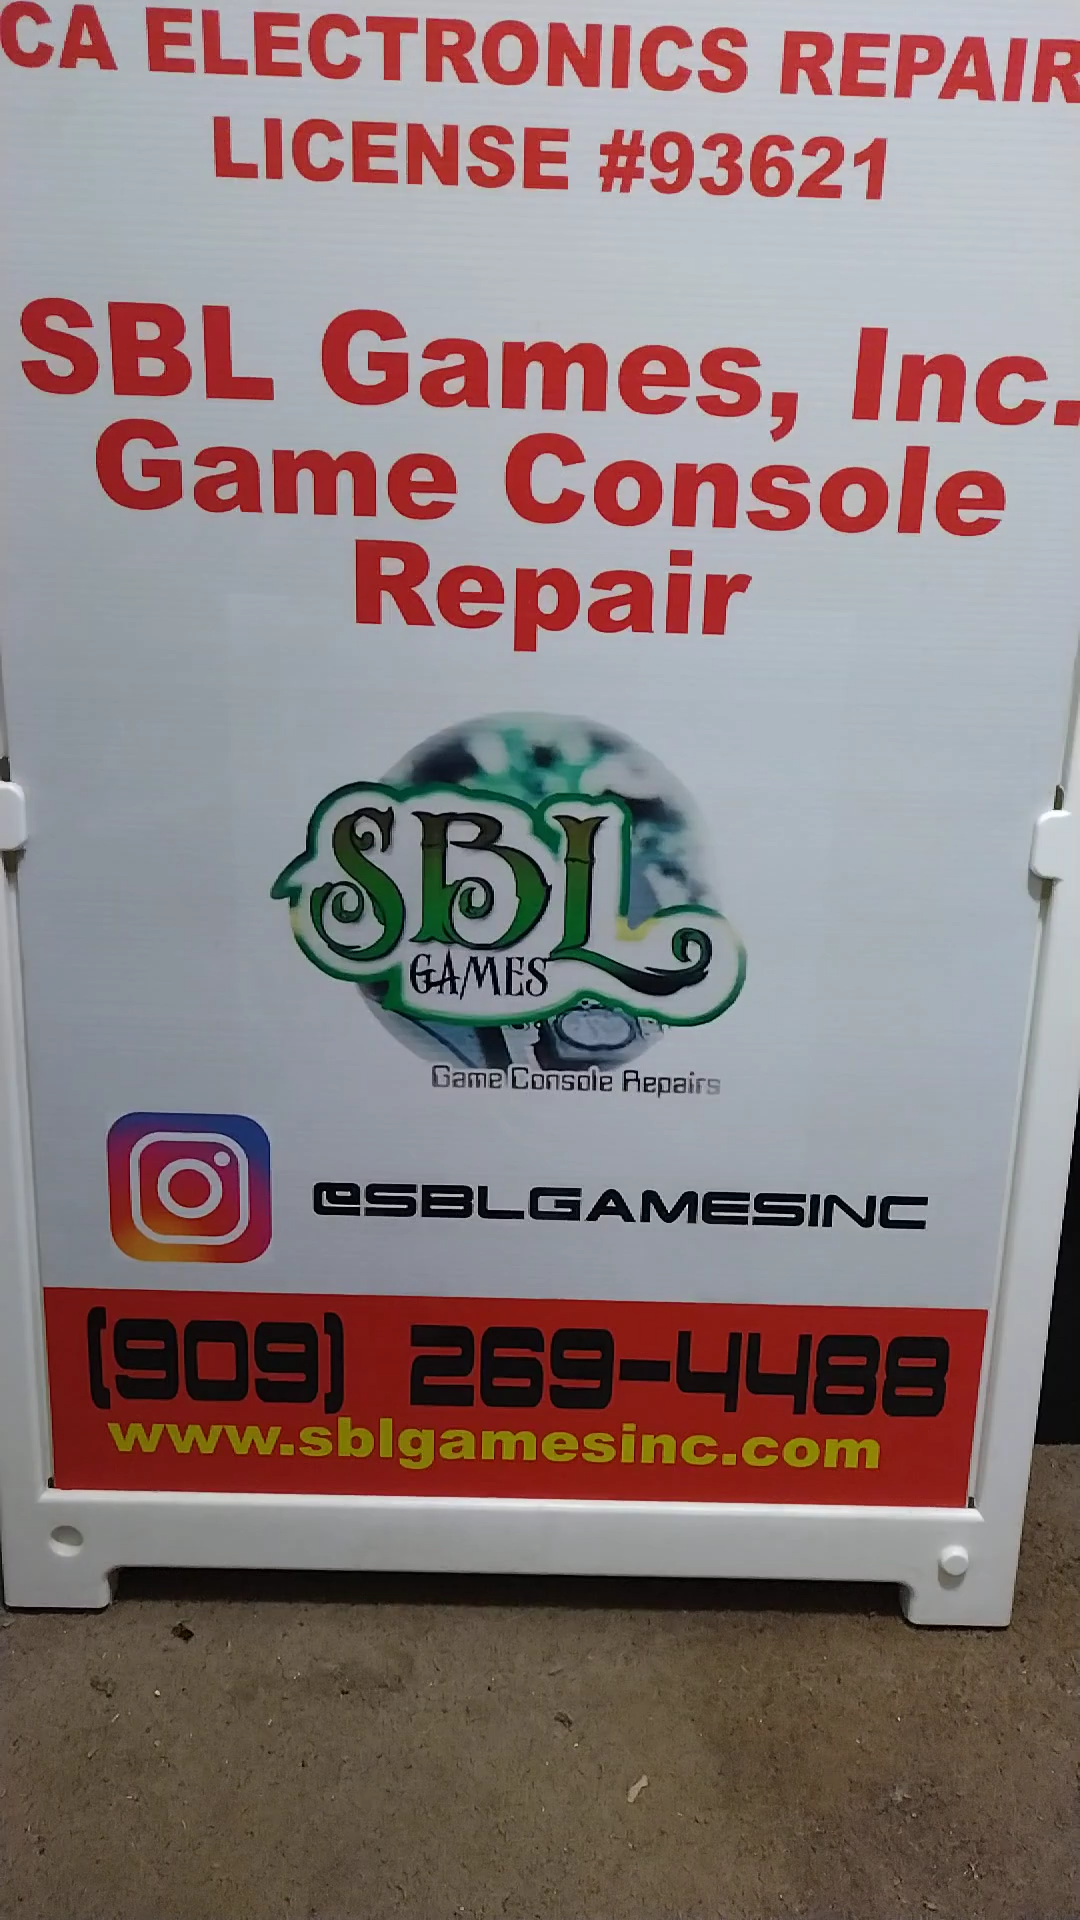 CA ELECTRONICS REPAIR
LICENSE #93621
SBL Games, Inc.
Game Console
Repair
SBL
GAMES
Game Console Repairs
@SBLGAMESINC
(909) 269-4488
www.sblgamesinc.com